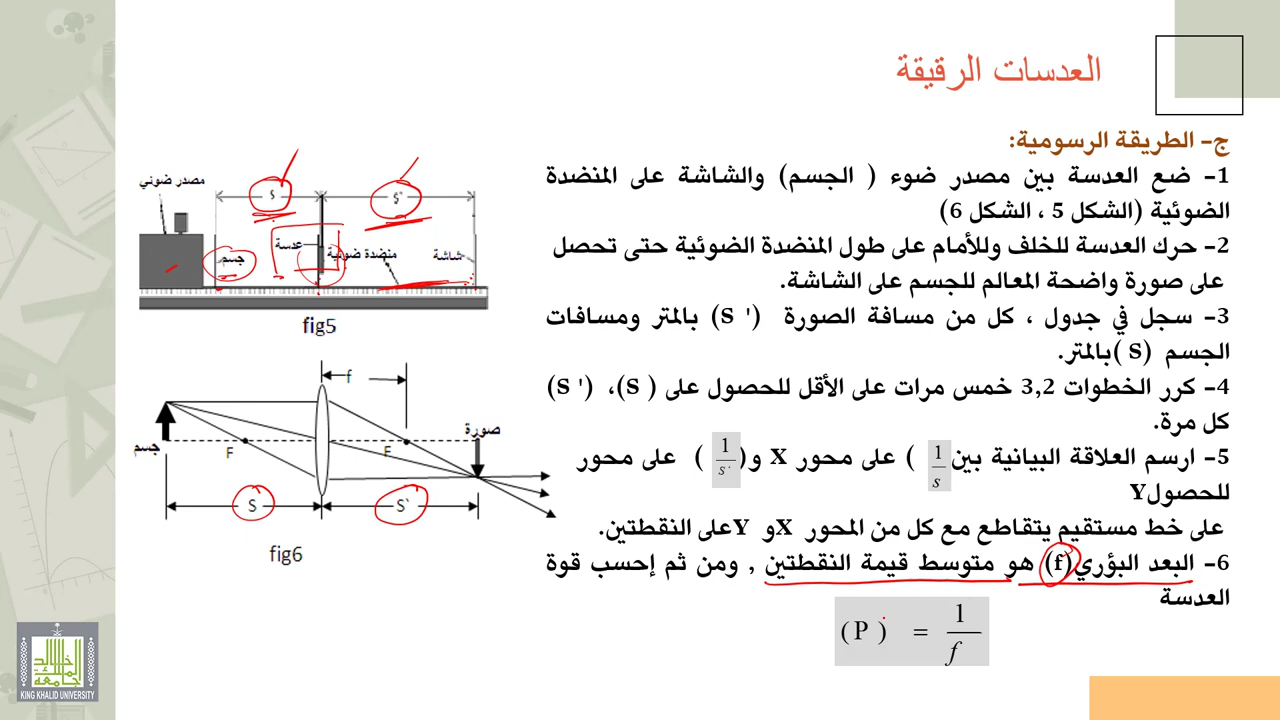 العدسات الرقيقة
ج- الطريقة الرسومية:
1- ضع العدسة بين مصدر ضوء ( الجسم) والشاشة على المنضدة
الضوئية (الشكل 5 ، الشكل 6)
2- حرك العدسة للخلف وللأمام على طول المنضدة الضوئية حتى تحصل
على صورة واضحة المعالم للجسم على الشاشة.
3- سجل في جدول ، كل من مسافة الصورة (S ') بالمتر ومسافات
الجسم (S )بالمتر.
4- كرر الخطوات 3,2 خمس مرات على الأقل للحصول على (S )، (S ')
كل مرة.
5- ارسم العلاقة البيانية بين 1/s ) على محور X و( 1/s` ) على محور
Yللحصول
على خط مستقيم يتقاطع مع كل من المحور Xو Yعلى النقطتين.
6- البعد البؤري(f) هو متوسط قيمة النقطتين , ومن ثم إحسب قوة
العدسة
(P ) = 1/f
مصدر ضوئي
S
S`
جسم
عدسة
منضدة ضوئية
شاشة
fig5
f
جسم
صورة
F
F
S
S`
fig6
جامعة الملك خالد
KING KHALID UNIVERSITY